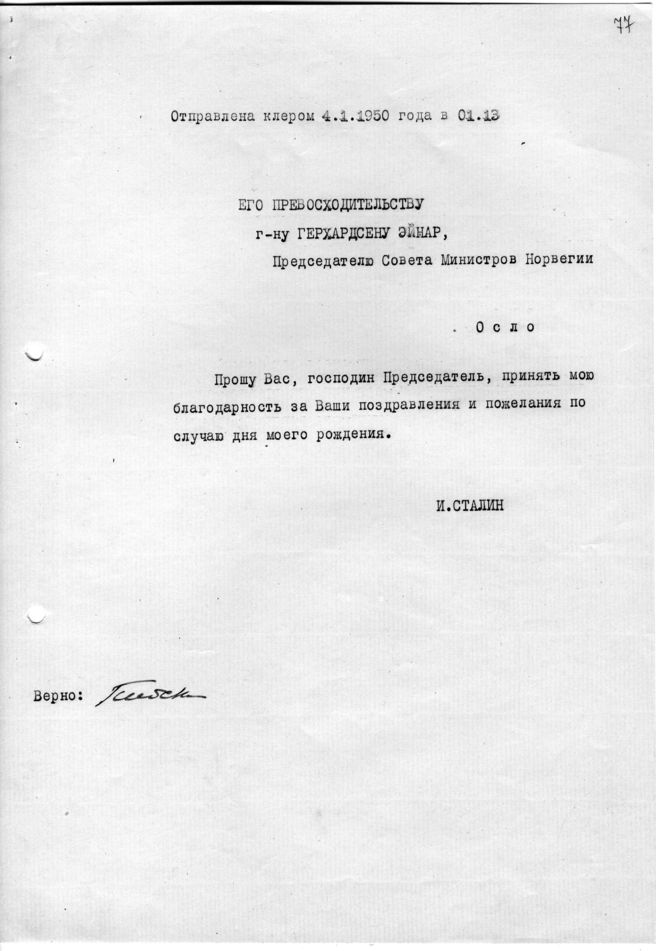 77
Отправлена клером 4.1.1950 года в 01.13
ЕГО ПРЕВОСХОДИТЕЛЬСТВУ
г-ну ГЕРХАРДСЕНУ ЭЙНАР,
Председателю Совета Министров Норвегии
. О с л о
Прошу Вас, господин Председатель, принять мою
благодарность за Ваши поздравления и пожелания по
случаю дня моего рождения.
И.СТАЛИН
Верно: